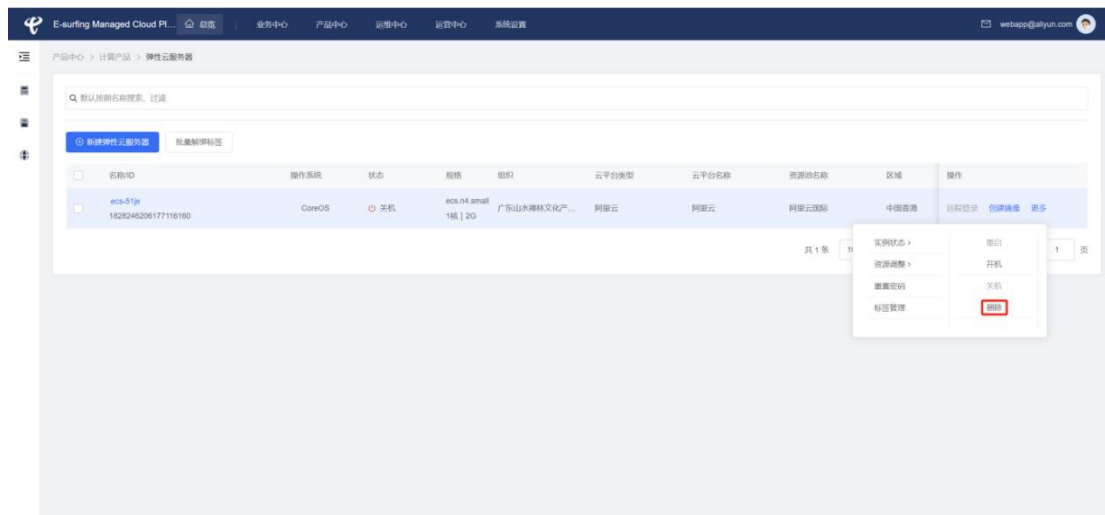 E-surfing Managed Cloud Pl... 总览 业务中心 产品中心 运维中心 运营中心 系统设置 webapp@aliyun.com
产品中心 > 计算产品 > 弹性云服务器
默认按照名称搜索、过滤
新建弹性云服务器 批量解绑标签
名称/ID 操作系统 状态 规格 组织 云平台类型 云平台名称 资源池名称 区域 操作
ecs-51je CoreOS 关机 ecs.n4.small 广东山水禅林文化产... 阿里云 阿里云 阿里云国际 中国香港 远程登录 创建镜像 更多
1828246206177116160 1核 | 2G
共 1 条 1 页
实例状态 > 重启
资源调整 > 开机
重置密码 关机
标签管理 删除